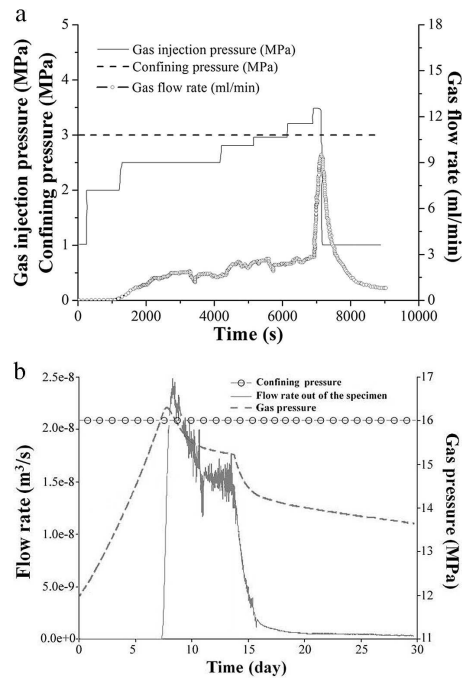 a
Gas injection pressure (MPa)
Confining pressure (MPa)
Gas flow rate (ml/min)
Gas injection pressure (MPa)
Confining pressure (MPa)
Gas flow rate (ml/min)
5
4
3
2
1
0
18
15
12
9
6
3
0
0
2000
4000
6000
8000
10000
Time (s)
b
Confining pressure
Flow rate out of the specimen
Gas pressure
Flow rate (m³/s)
Gas pressure (MPa)
2.5e-8
2.0e-8
1.5e-8
1.0e-8
5.0e-9
0.0e+0
17
16
15
14
13
12
11
0
5
10
15
20
25
30
Time (day)